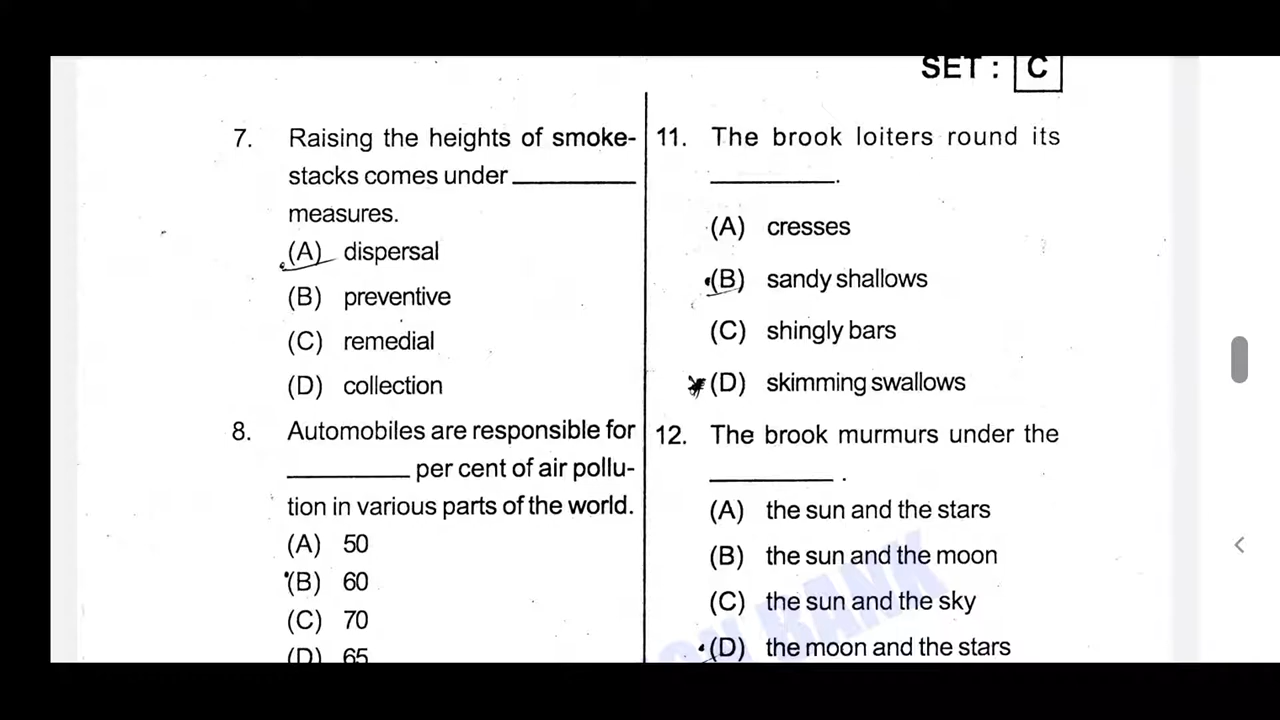 SET : C
7. Raising the heights of smoke-
stacks comes under __________
measures.
(A) dispersal
(B) preventive
(C) remedial
(D) collection
8. Automobiles are responsible for
__________ per cent of air pollu-
tion in various parts of the world.
(A) 50
(B) 60
(C) 70
(D) 65
11. The brook loiters round its
__________.
(A) cresses
(B) sandy shallows
(C) shingly bars
(D) skimming swallows
12. The brook murmurs under the
__________ .
(A) the sun and the stars
(B) the sun and the moon
(C) the sun and the sky
(D) the moon and the stars
BANK